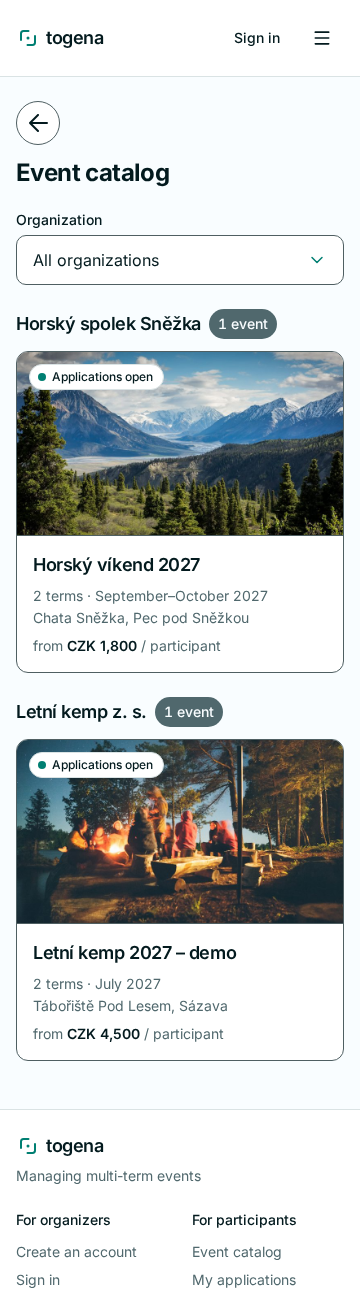 togena
Sign in
Event catalog
Organization
All organizations
Horský spolek Sněžka
1 event
Applications open
Horský víkend 2027
2 terms · September–October 2027
Chata Sněžka, Pec pod Sněžkou
from CZK 1,800 / participant
Letní kemp z. s.
1 event
Applications open
Letní kemp 2027 – demo
2 terms · July 2027
Tábořiště Pod Lesem, Sázava
from CZK 4,500 / participant
togena
Managing multi-term events
For organizers
Create an account
Sign in
For participants
Event catalog
My applications